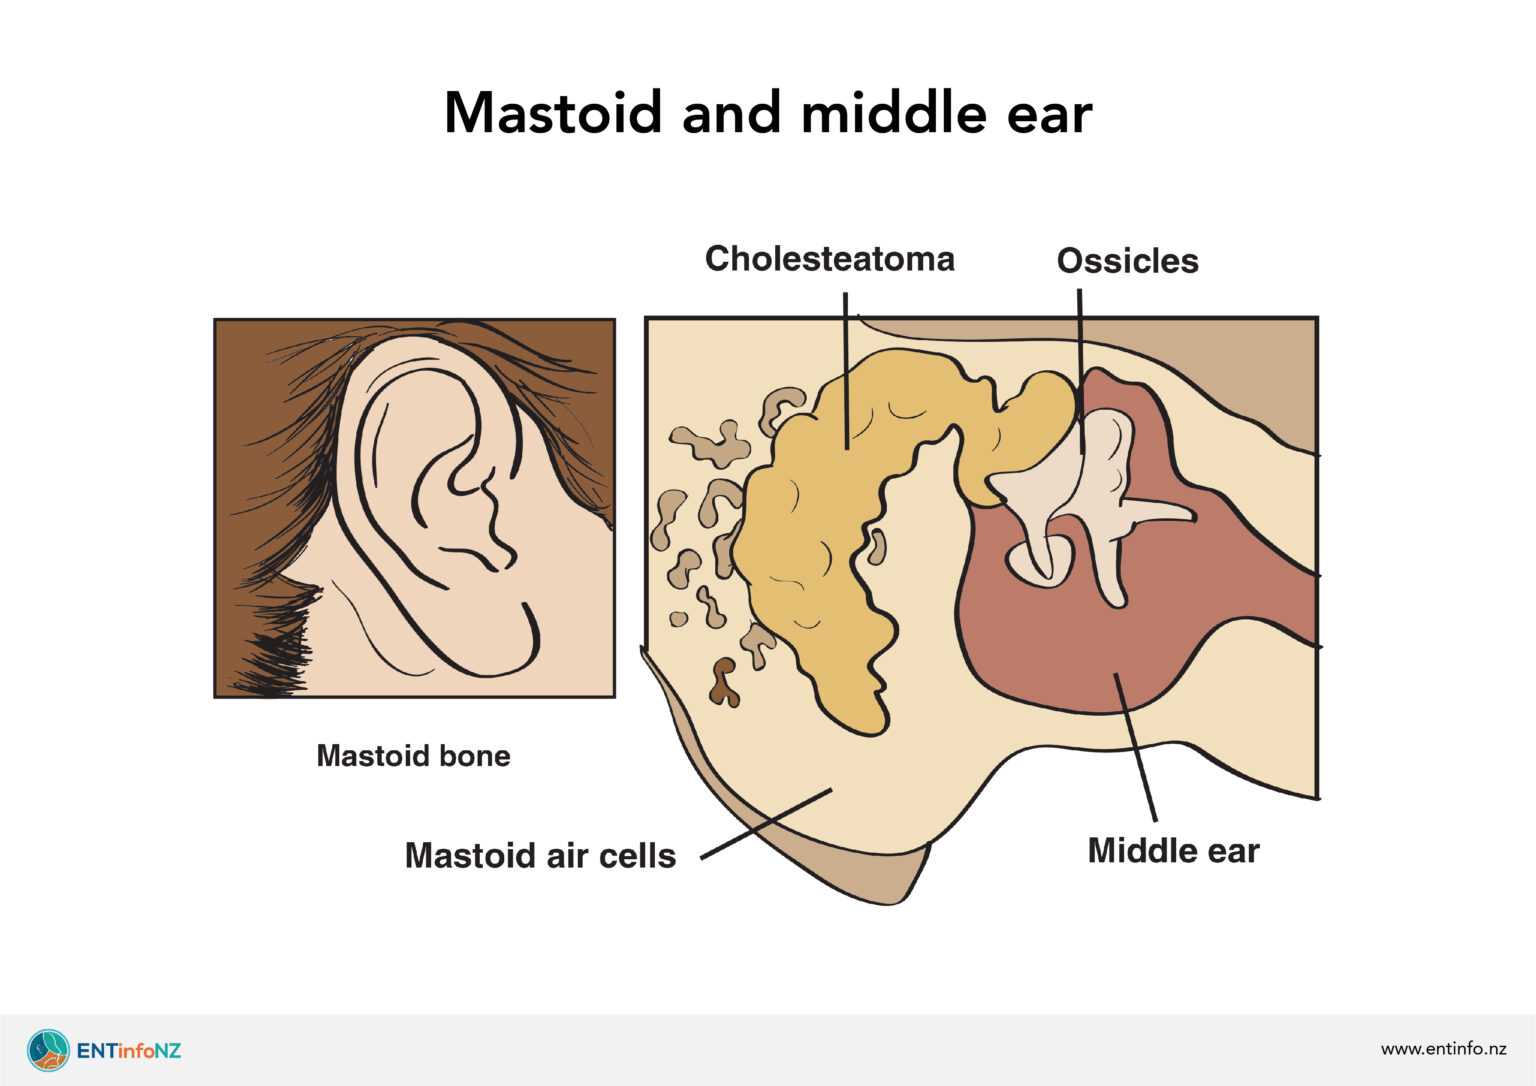 Mastoid and middle ear
Cholesteatoma
Ossicles
Mastoid bone
Mastoid air cells
Middle ear
ENTinfoNZ
www.entinfo.nz